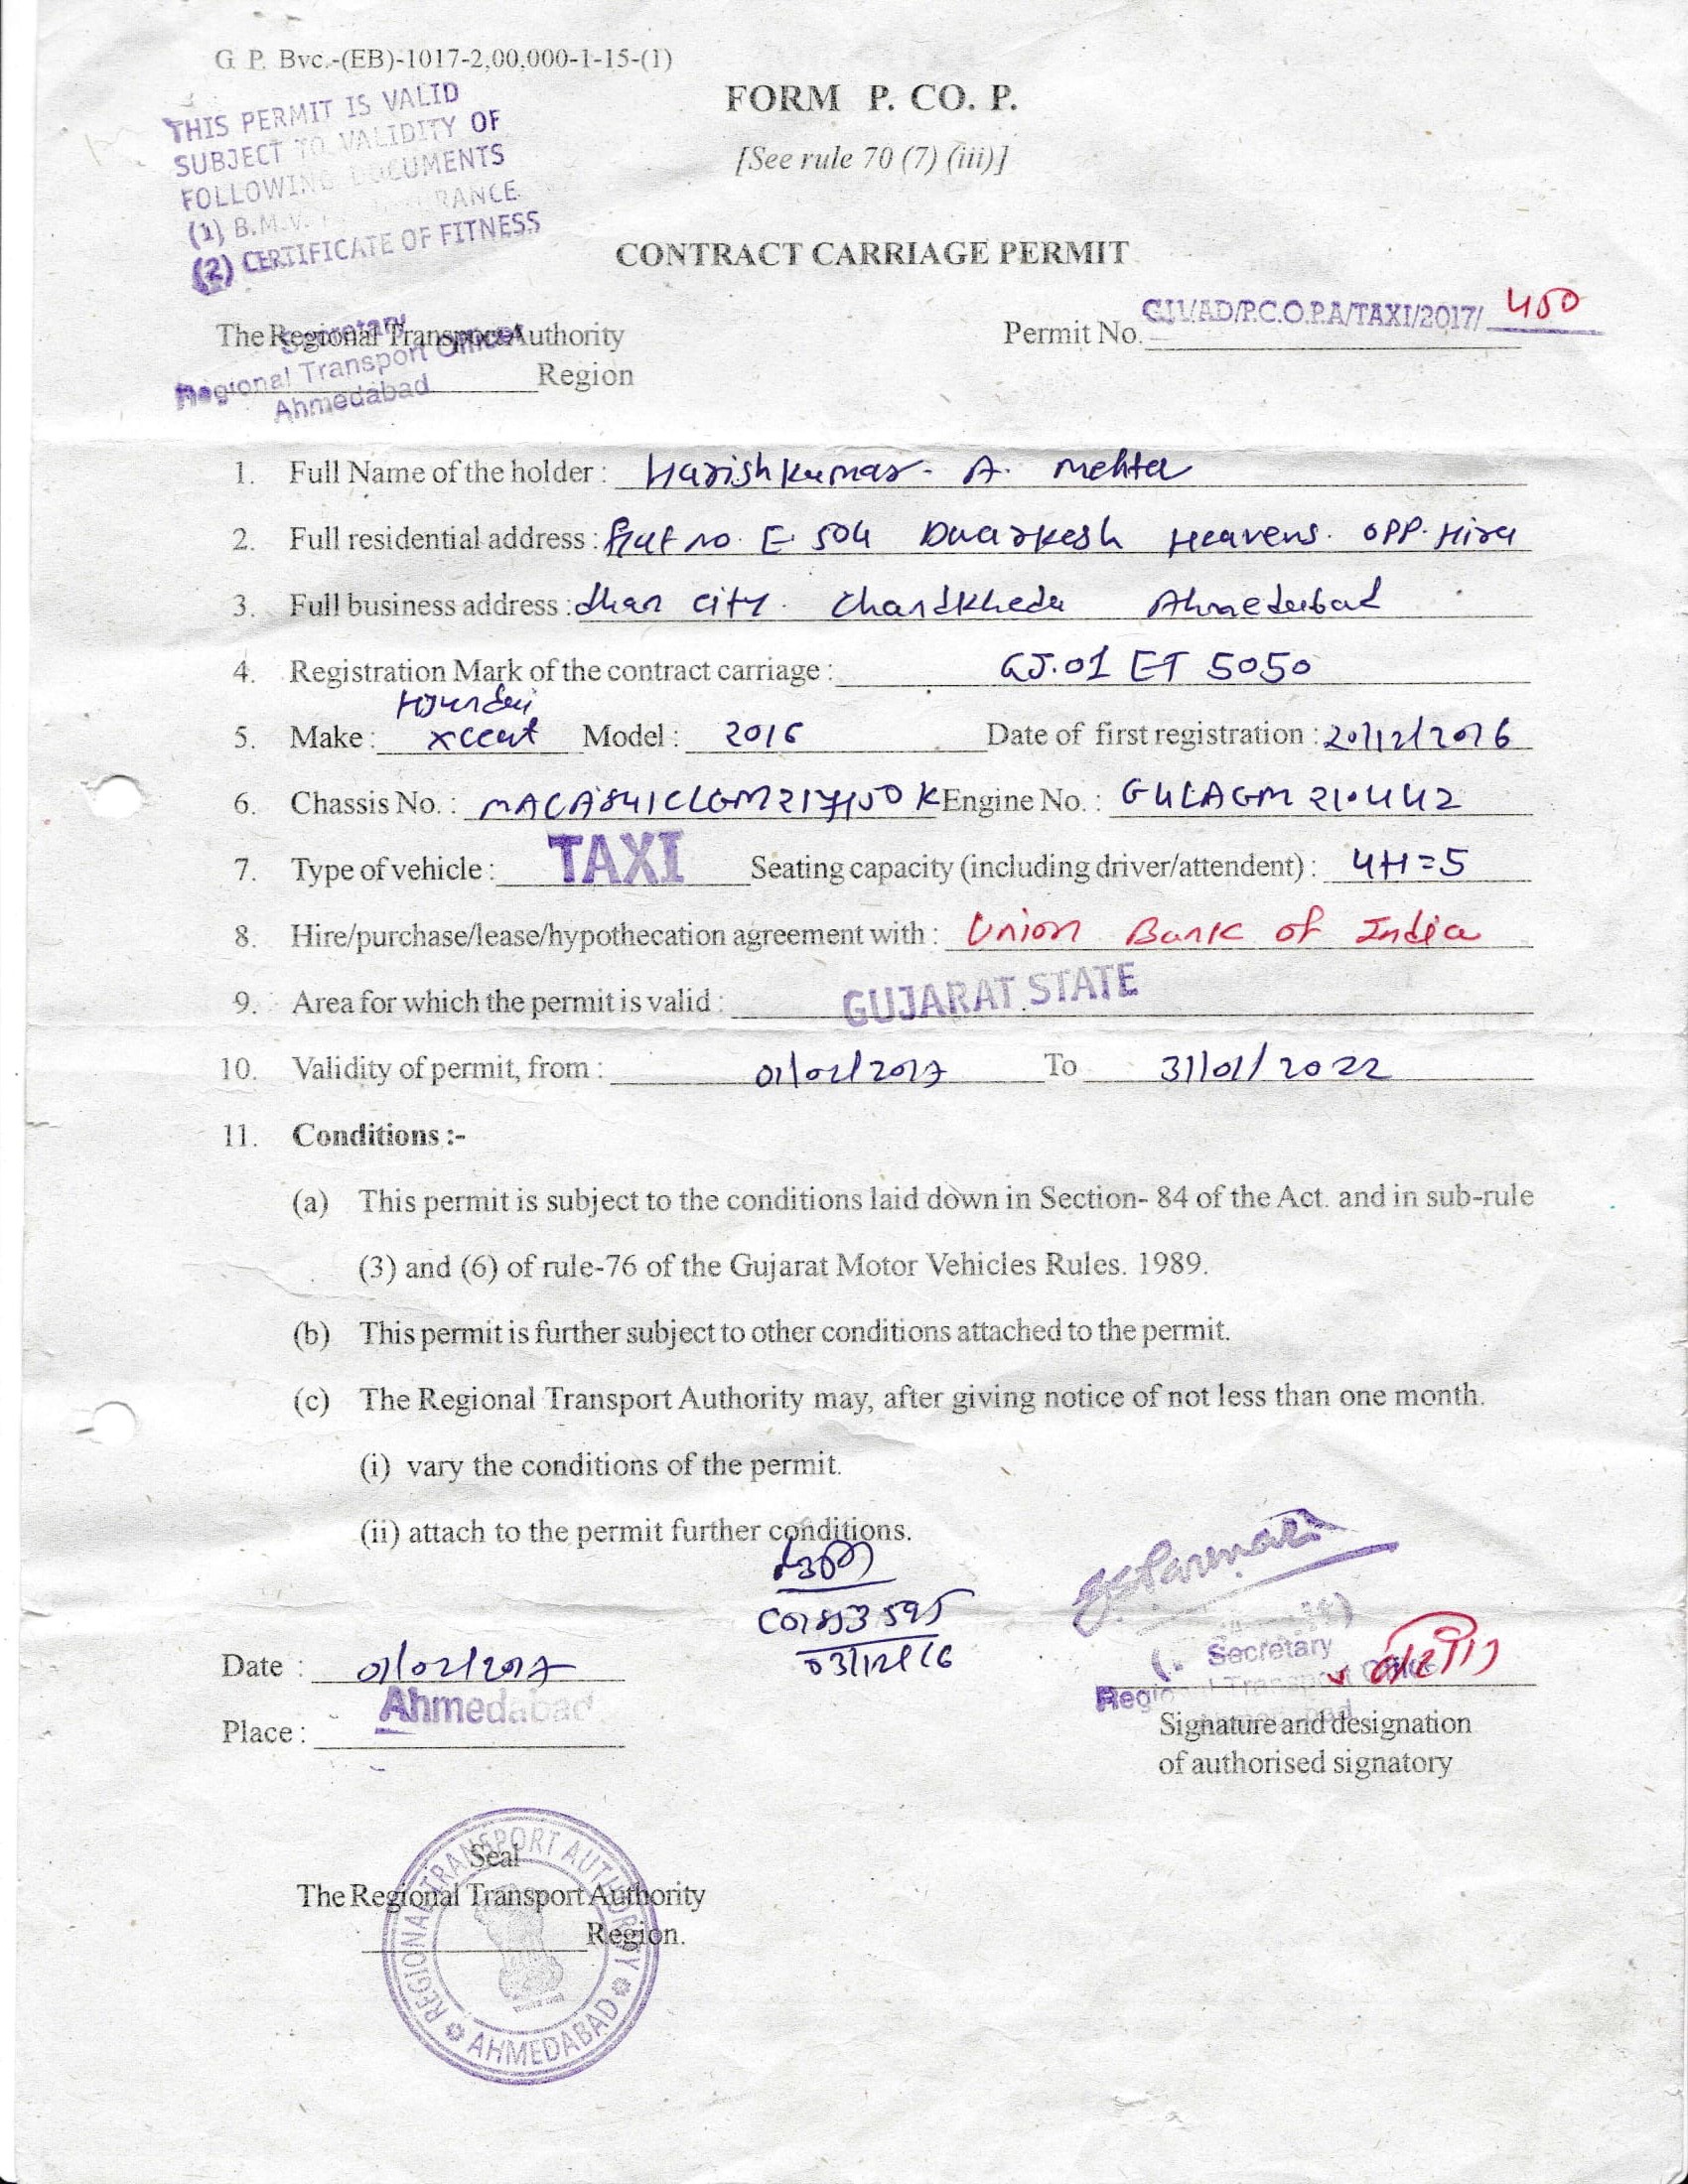 G. P. Bvc.-(EB)-1017-2,00,000-1-15-(1)
THIS PERMIT IS VALID
SUBJECT TO VALIDITY OF
FOLLOWING DOCUMENTS
(1) B.M.V.
(2) CERTIFICATE OF FITNESS
FORM P. CO. P.
[See rule 70 (7) (iii)]
CONTRACT CARRIAGE PERMIT
The Regional Transport Authority
Region
Secretary
Regional Transport Office
Ahmedabad
Permit No. GJ1/AD/P.C.O.P.A/TAXI/2017/ 450
1. Full Name of the holder : Harishkumar. A. Mehta
2. Full residential address : Flat no. E 504 Dwarkesh Heavens. opp. Hira
3. Full business address : dhan city. Chandkheda Ahmedabad
4. Registration Mark of the contract carriage : GJ.01 ET 5050
Hyundai
5. Make : xcent Model : 2016 Date of first registration : 20/12/2016
6. Chassis No. : MACA841CLGM217150 K Engine No. : G4LAGM 210442
7. Type of vehicle : TAXI Seating capacity (including driver/attendent) : 4+1=5
8. Hire/purchase/lease/hypothecation agreement with : Union Bank of India
9. Area for which the permit is valid : GUJARAT STATE
10. Validity of permit, from : 01/02/2017 To 31/01/2022
11. Conditions :-
(a) This permit is subject to the conditions laid down in Section- 84 of the Act. and in sub-rule
(3) and (6) of rule-76 of the Gujarat Motor Vehicles Rules. 1989.
(b) This permit is further subject to other conditions attached to the permit.
(c) The Regional Transport Authority may, after giving notice of not less than one month.
(i) vary the conditions of the permit.
(ii) attach to the permit further conditions.
03/12/16
Date : 01/02/2017
Place : Ahmedabad
Secretary
Regional Transport Office
Signature and designation
of authorised signatory
Seal
The Regional Transport Authority
Region.
REGIONAL TRANSPORT AUTHORITY
AHMEDABAD